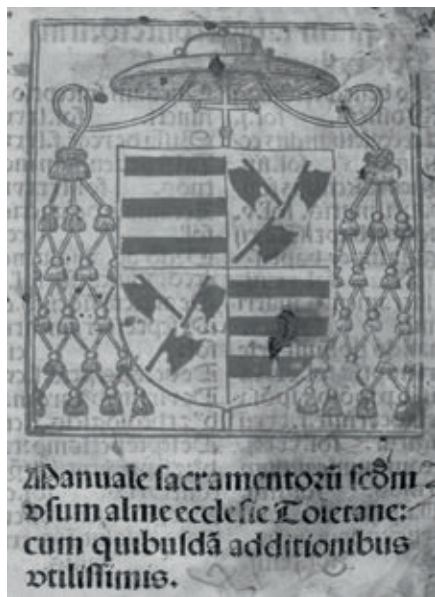 Manuale sacramentorū scḋm
vsum alme ecclesie Toletane:
cum quibusdā additionibus
vtilissimis.